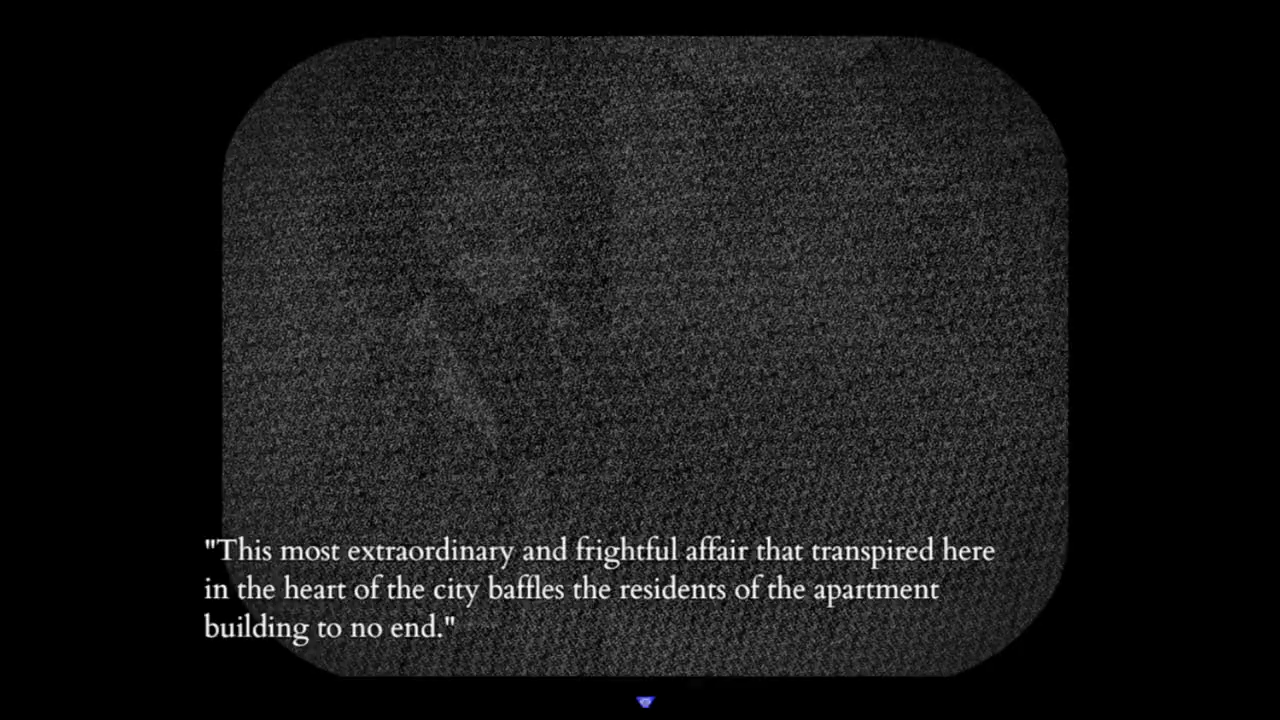 "This most extraordinary and frightful affair that transpired here
in the heart of the city baffles the residents of the apartment
building to no end."